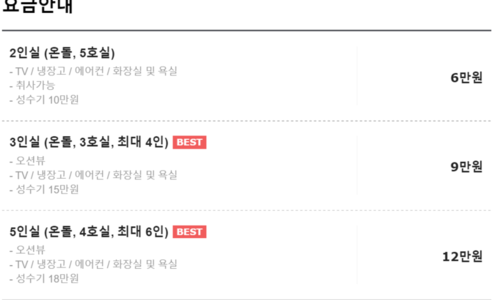 요금안내
2인실 (온돌, 5호실)
- TV / 냉장고 / 에어컨 / 화장실 및 욕실
- 취사가능
- 성수기 10만원
6만원
3인실 (온돌, 3호실, 최대 4인) BEST
- 오션뷰
- TV / 냉장고 / 에어컨 / 화장실 및 욕실
- 성수기 15만원
9만원
5인실 (온돌, 4호실, 최대 6인) BEST
- 오션뷰
- TV / 냉장고 / 에어컨 / 화장실 및 욕실
- 성수기 18만원
12만원